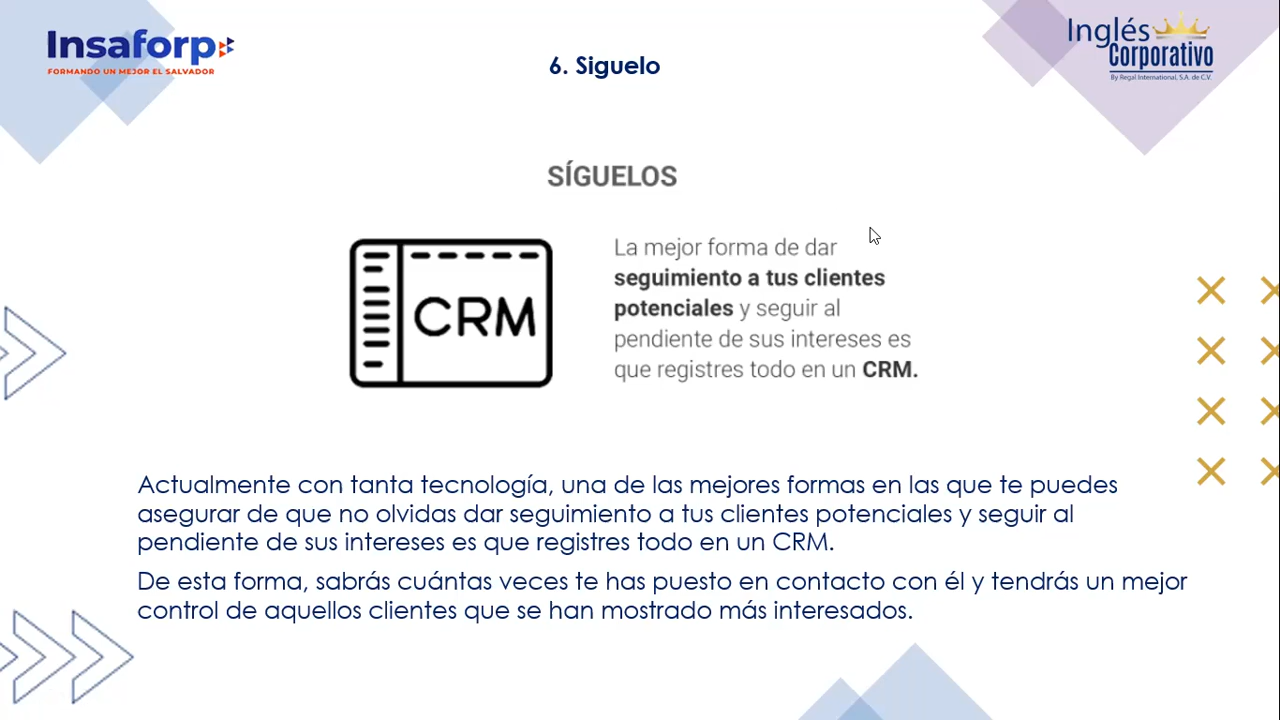 Insaforp
FORMANDO UN MEJOR EL SALVADOR
Inglés
Corporativo
By Regal International, S.A. de C.V.
6. Siguelo
SÍGUELOS
CRM
La mejor forma de dar
seguimiento a tus clientes
potenciales y seguir al
pendiente de sus intereses es
que registres todo en un CRM.
Actualmente con tanta tecnología, una de las mejores formas en las que te puedes
asegurar de que no olvidas dar seguimiento a tus clientes potenciales y seguir al
pendiente de sus intereses es que registres todo en un CRM.
De esta forma, sabrás cuántas veces te has puesto en contacto con él y tendrás un mejor
control de aquellos clientes que se han mostrado más interesados.